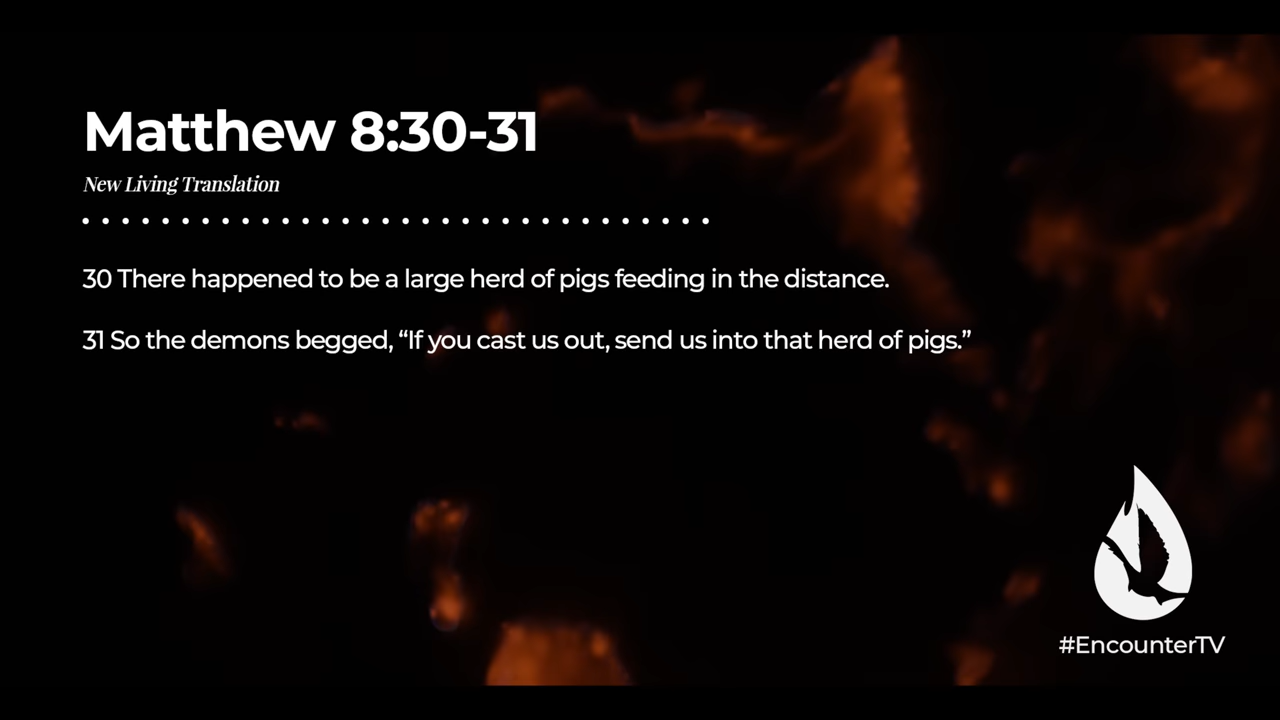 Matthew 8:30-31
New Living Translation
30 There happened to be a large herd of pigs feeding in the distance.
31 So the demons begged, “If you cast us out, send us into that herd of pigs.”
#EncounterTV